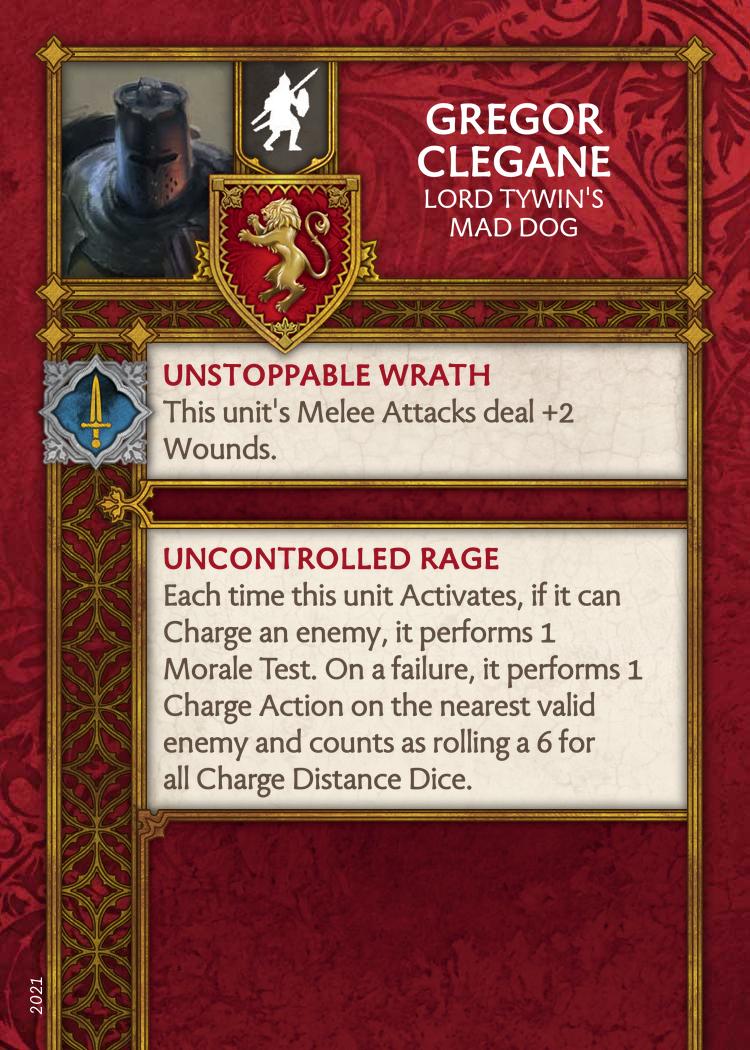 GREGOR
CLEGANE
LORD TYWIN'S
MAD DOG
UNSTOPPABLE WRATH
This unit's Melee Attacks deal +2
Wounds.
UNCONTROLLED RAGE
Each time this unit Activates, if it can
Charge an enemy, it performs 1
Morale Test. On a failure, it performs 1
Charge Action on the nearest valid
enemy and counts as rolling a 6 for
all Charge Distance Dice.
2021